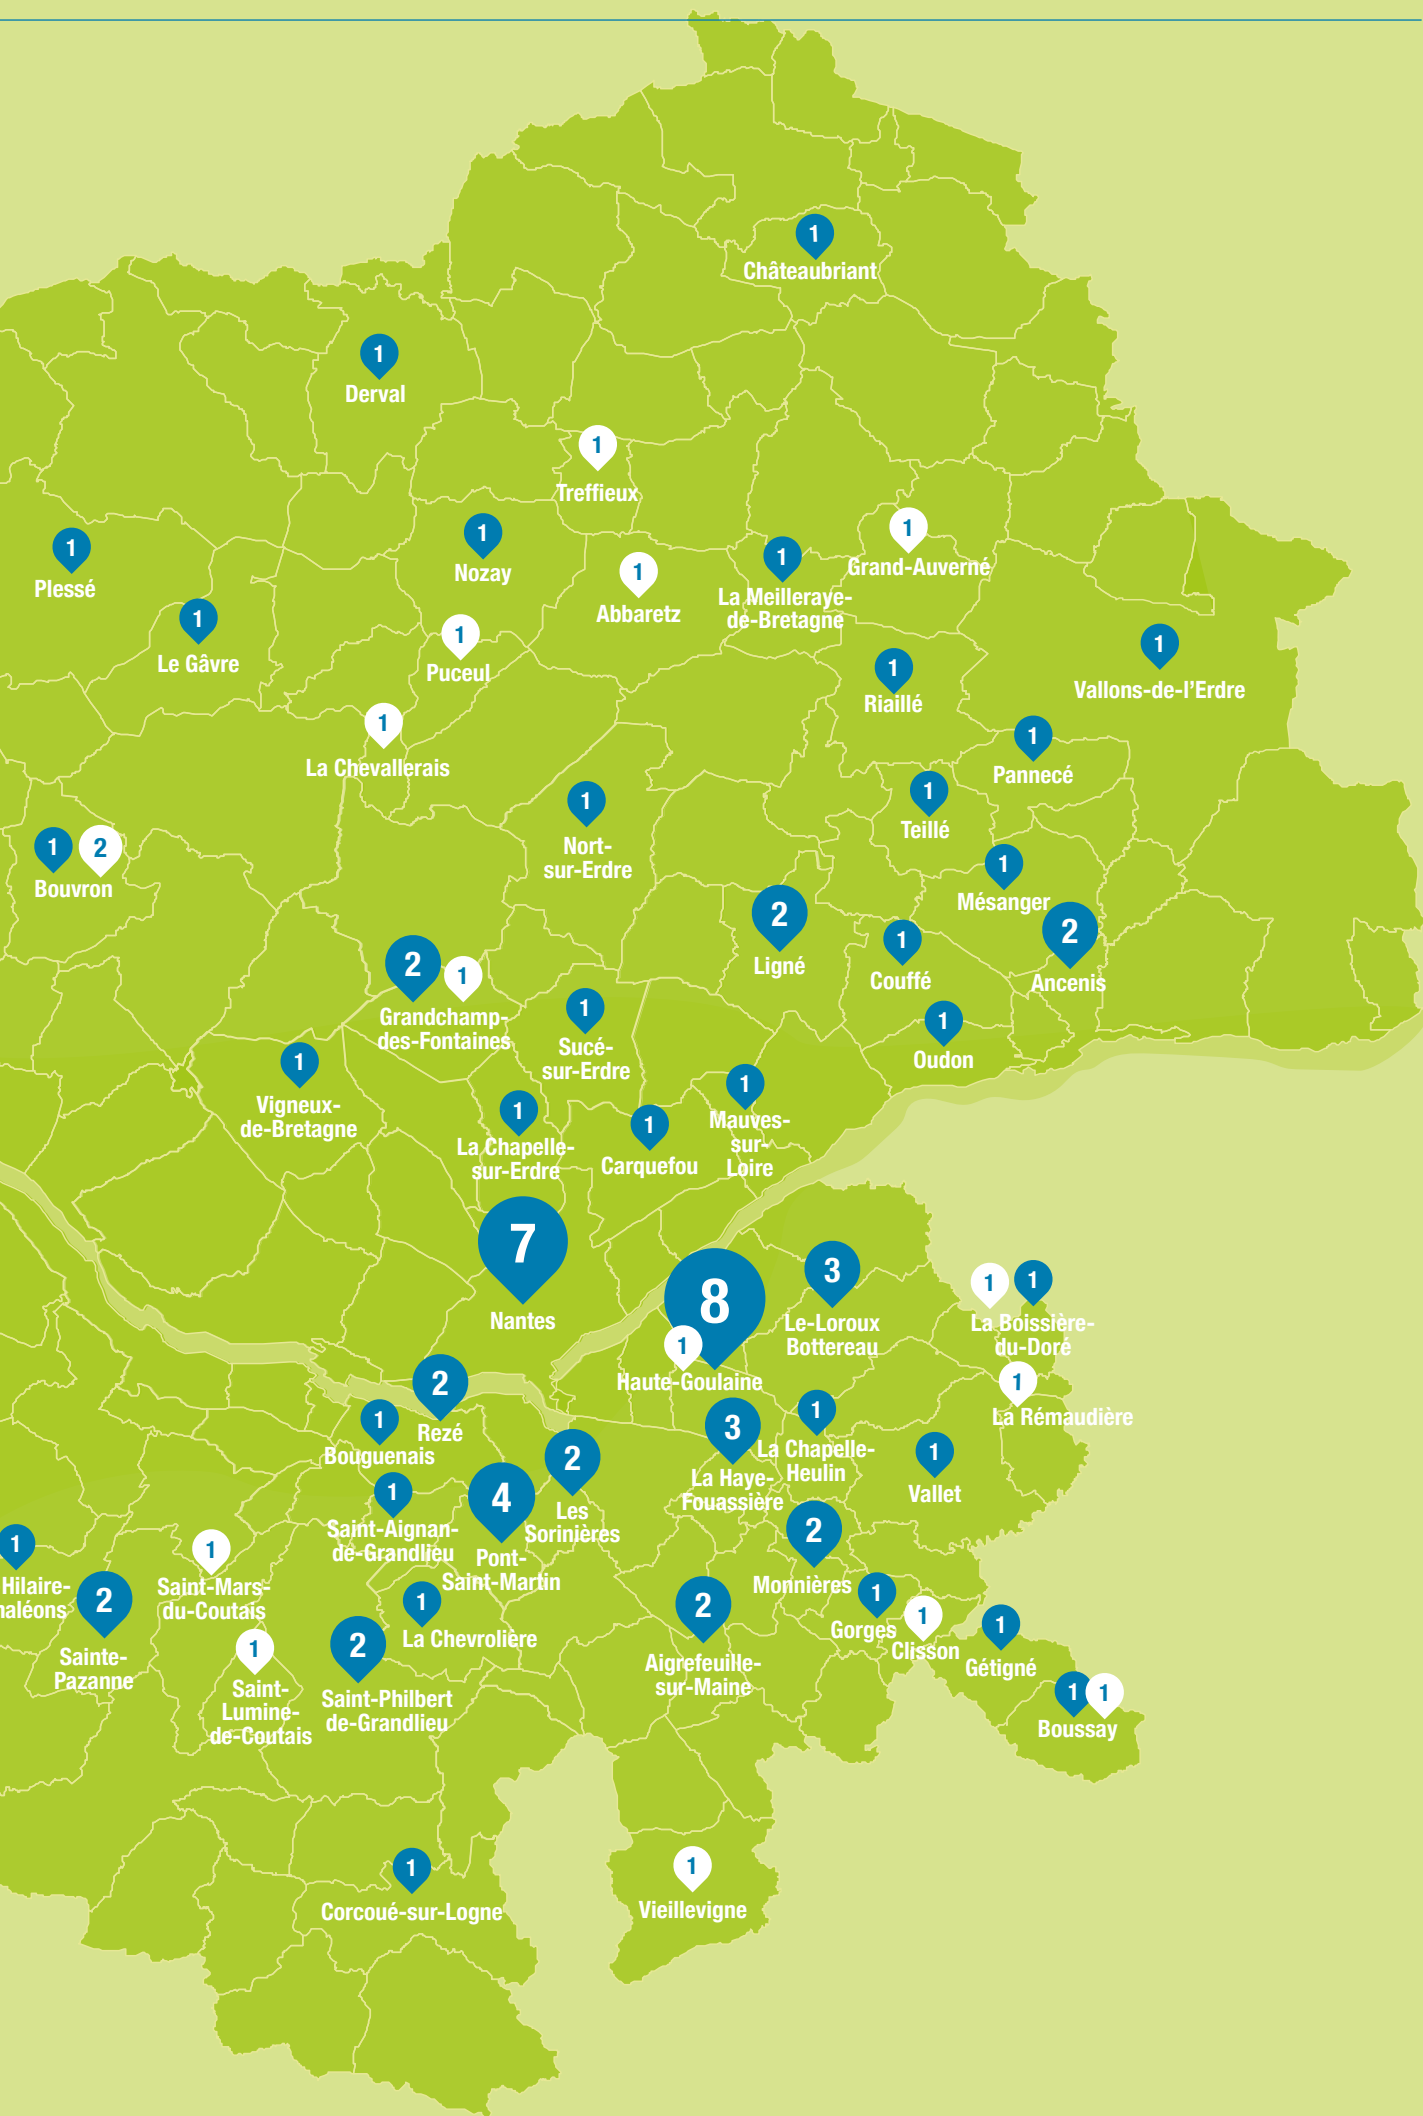 1
Châteaubriant
1
Derval
1
Treffieux
1
Plessé
1
Nozay
1
Abbaretz
1
La Meilleraye-
de-Bretagne
1
Grand-Auverné
1
Le Gâvre
1
Puceul
1
Riaillé
1
Vallons-de-l'Erdre
1
La Chevallerais
1
Pannecé
1
Nort-
sur-Erdre
1
Teillé
1 2
Bouvron
1
Mésanger
2
Ligné
1
Couffé
2
Ancenis
2 1
Grandchamp-
des-Fontaines
1
Sucé-
sur-Erdre
1
Oudon
1
Vigneux-
de-Bretagne
1
La Chapelle-
sur-Erdre
1
Carquefou
1
Mauves-
sur-
Loire
7
Nantes
8
1
Haute-Goulaine
3
Le-Loroux
Bottereau
1 1
La Boissière-
du-Doré
1
La Rémaudière
2
Rezé
1
Bouguenais
3
La Haye-
Fouassière
1
La Chapelle-
Heulin
1
Vallet
2
Les
Sorinières
4
Pont-
Saint-Martin
1
Saint-Aignan-
de-Grandlieu
2
Monnières
1
Hilaire-
haléons
2
Sainte-
Pazanne
1
Saint-Mars-
du-Coutais
1
La Chevrolière
2
Aigrefeuille-
sur-Maine
1
Gorges
1
Clisson
1
Gétigné
1
Saint-
Lumine-
de-Coutais
2
Saint-Philbert
de-Grandlieu
1 1
Boussay
1
Corcoué-sur-Logne
1
Vieillevigne